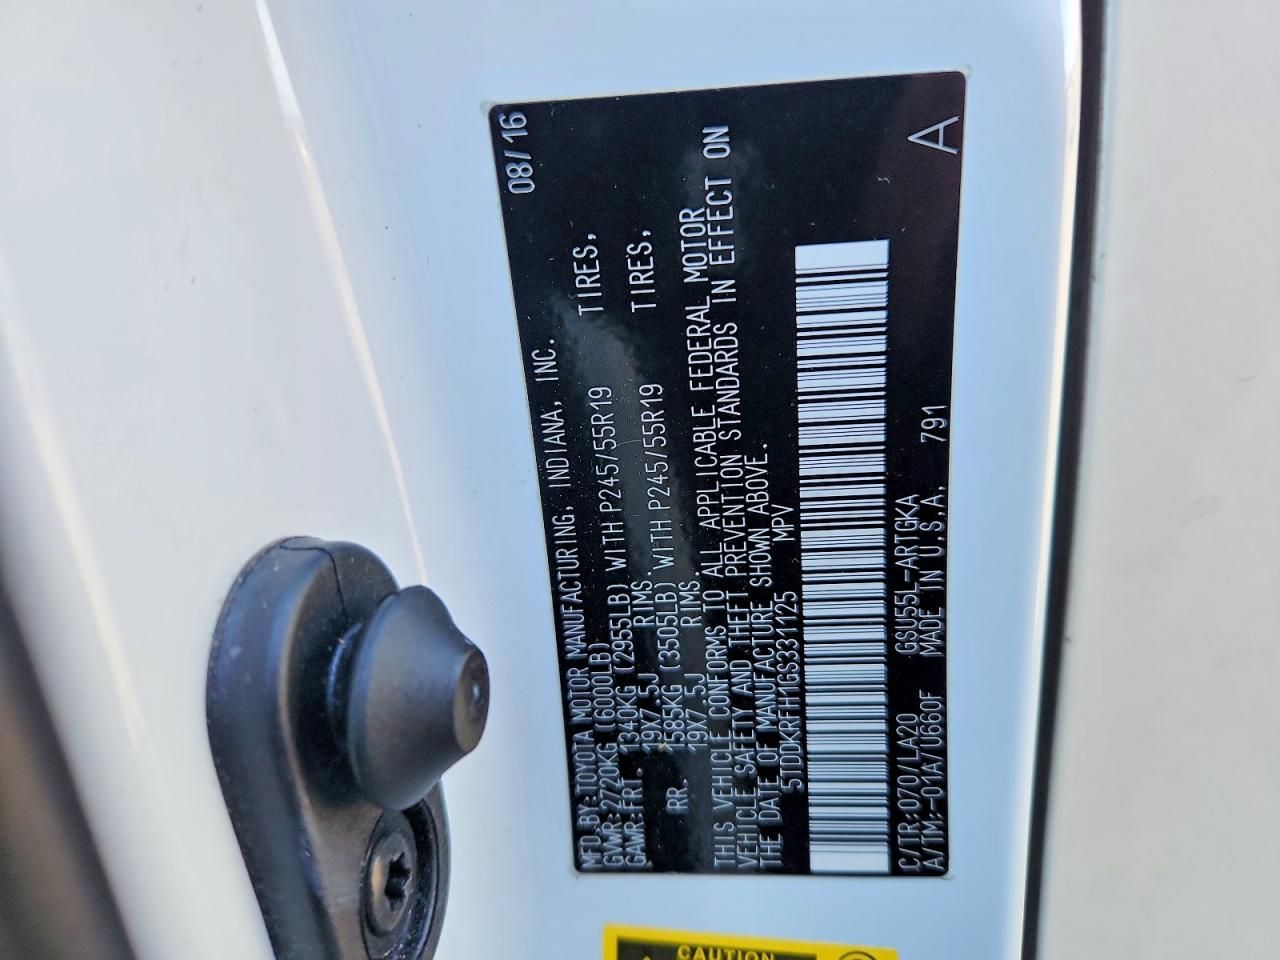 08/16
MFD.BY:TOYOTA MOTOR MANUFACTURING, INDIANA, INC.
GVWR:2720KG (6000LB)
GAWR:FRT. 1340KG (2955LB) WITH P245/55R19 TIRES,
19X7.5J RIMS.
RR. 1585KG (3505LB) WITH P245/55R19 TIRES,
19X7.5J RIMS.
THIS VEHICLE CONFORMS TO ALL APPLICABLE FEDERAL MOTOR
VEHICLE SAFETY AND THEFT PREVENTION STANDARDS IN EFFECT ON
THE DATE OF MANUFACTURE SHOWN ABOVE.
5TDDKRFH1GS331125 MPV
C/TR:070/LA20 GSU55L-ARTGKA
A/TM:-01A/U660F MADE IN U.S.A. 791 A
CAUTION